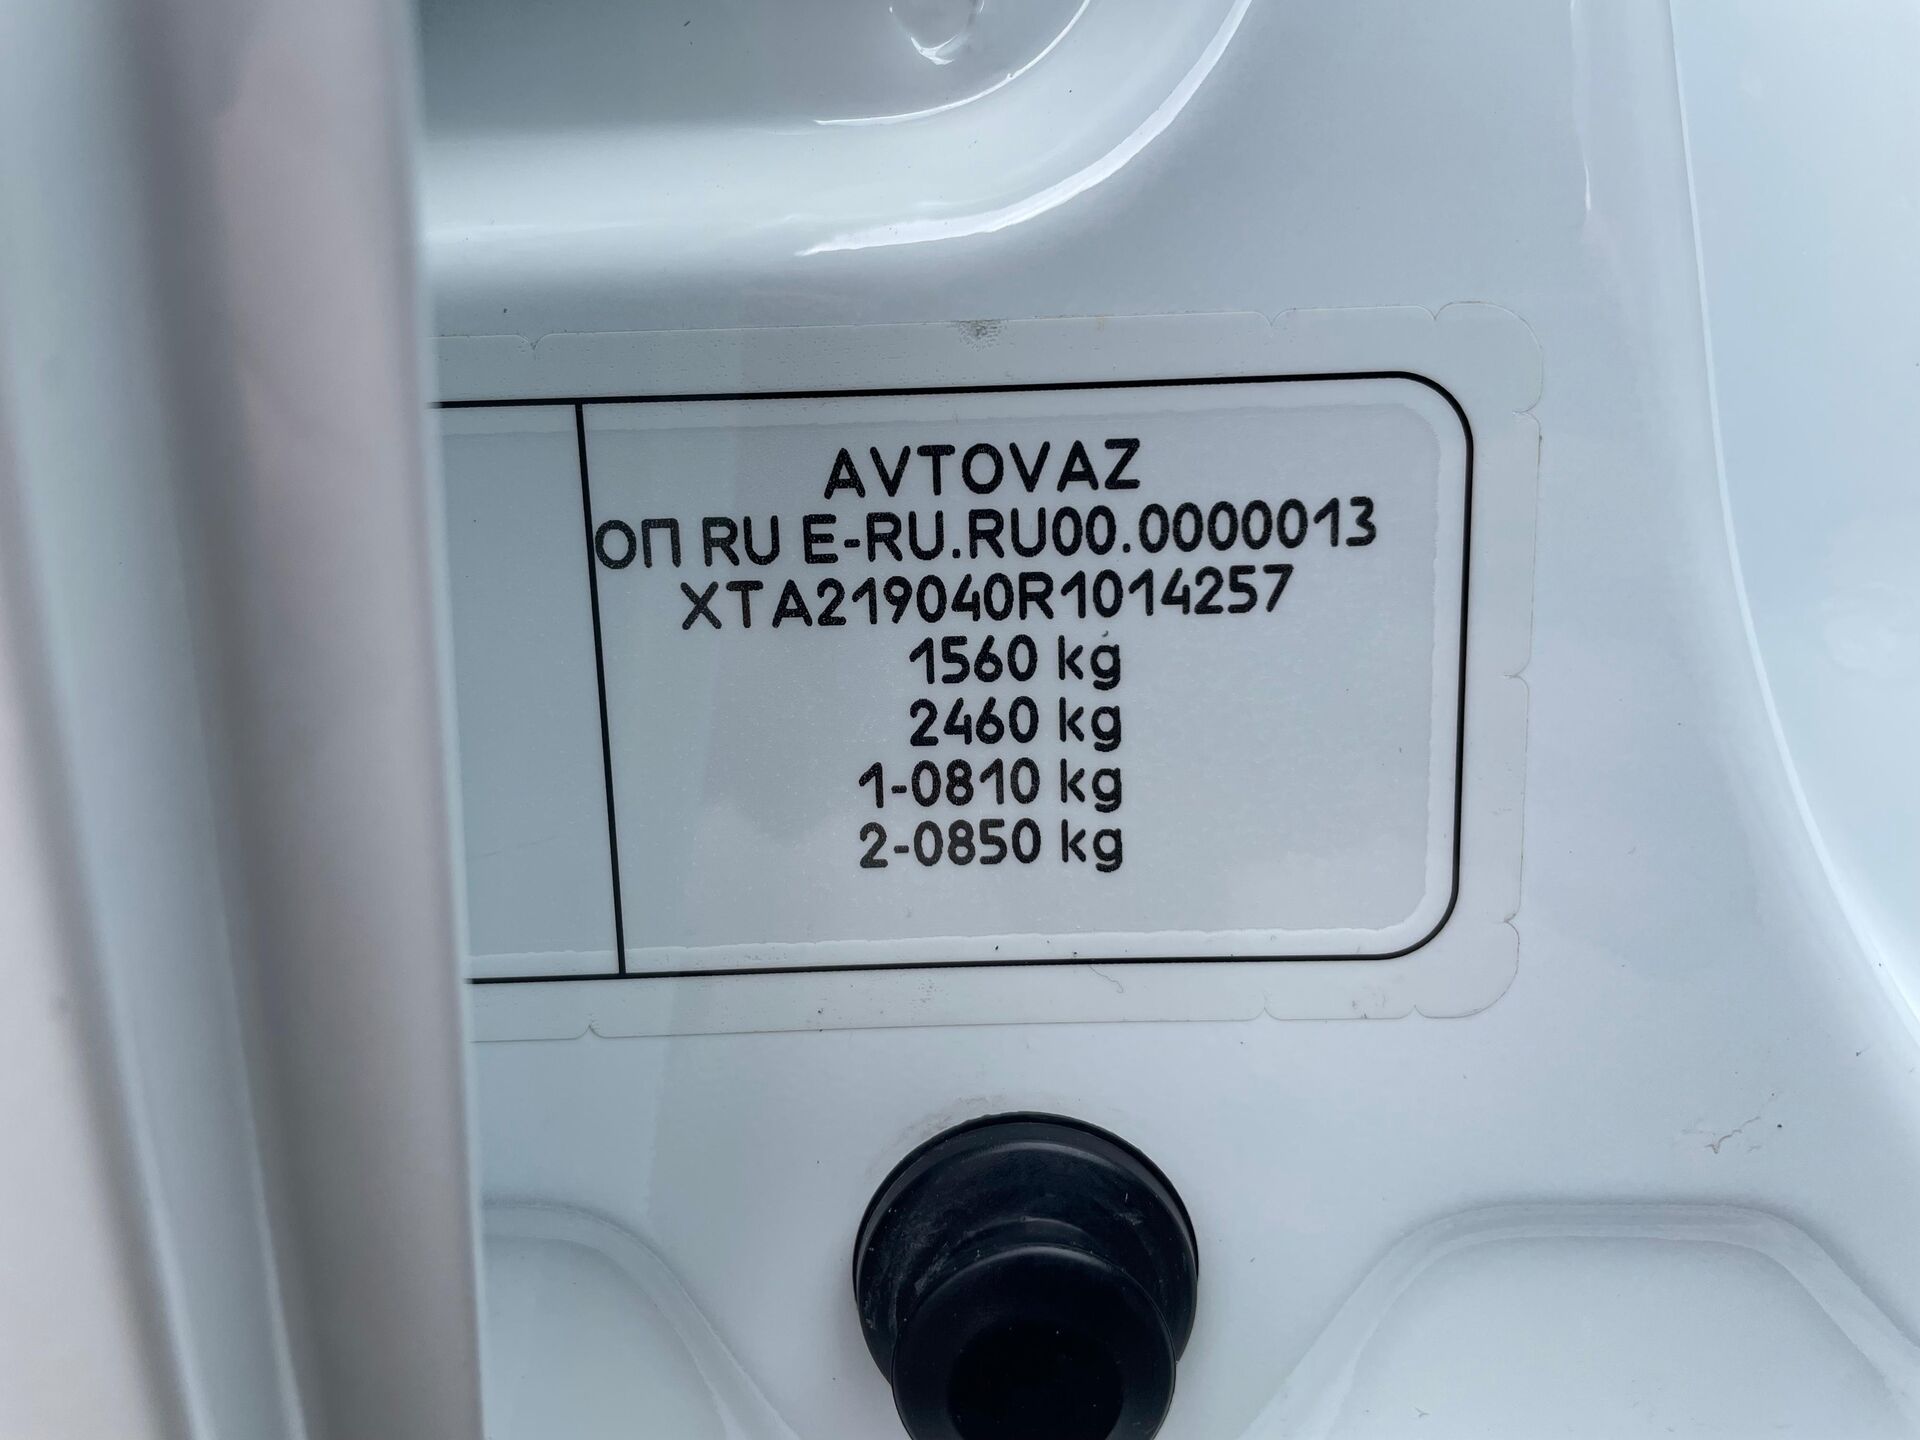 AVTOVAZ
ОП RU E-RU.RU00.0000013
XTA219040R1014257
1560 kg
2460 kg
1-0810 kg
2-0850 kg